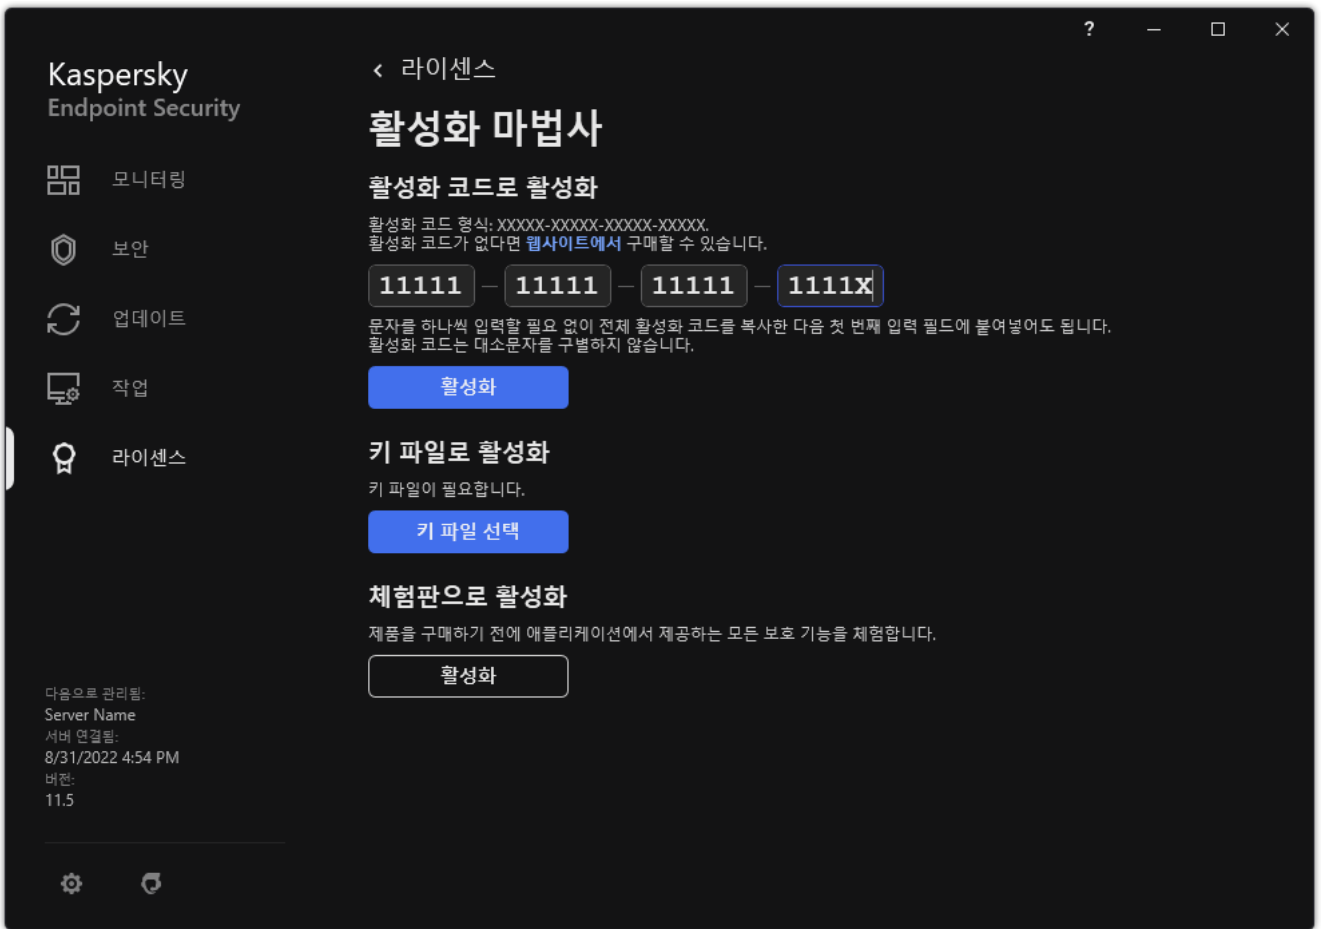 ?
Kaspersky
Endpoint Security
모니터링
보안
업데이트
작업
라이센스
다음으로 관리됨:
Server Name
서버 연결됨:
8/31/2022 4:54 PM
버전:
11.5
라이센스
활성화 마법사
활성화 코드로 활성화
활성화 코드 형식: XXXXX-XXXXX-XXXXX-XXXXX.
활성화 코드가 없다면 웹사이트에서 구매할 수 있습니다.
11111 – 11111 – 11111 – 1111X
문자를 하나씩 입력할 필요 없이 전체 활성화 코드를 복사한 다음 첫 번째 입력 필드에 붙여넣어도 됩니다.
활성화 코드는 대소문자를 구별하지 않습니다.
활성화
키 파일로 활성화
키 파일이 필요합니다.
키 파일 선택
체험판으로 활성화
제품을 구매하기 전에 애플리케이션에서 제공하는 모든 보호 기능을 체험합니다.
활성화